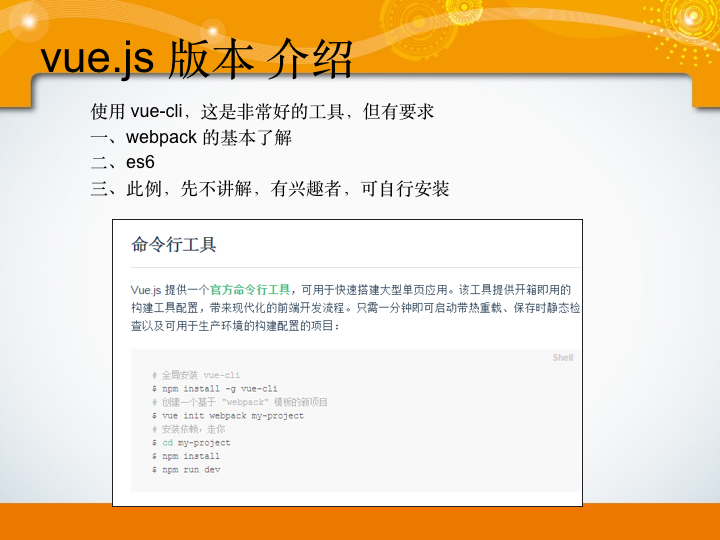 vue.js 版本 介绍
使用 vue-cli，这是非常好的工具，但有要求
一、webpack 的基本了解
二、es6
三、此例，先不讲解，有兴趣者，可自行安装
命令行工具
Vue.js 提供一个官方命令行工具，可用于快速搭建大型单页应用。该工具提供开箱即用的
构建工具配置，带来现代化的前端开发流程。只需一分钟即可启动带热重载、保存时静态检
查以及可用于生产环境的构建配置的项目：
Shell
# 全局安装 vue-cli
$ npm install -g vue-cli
# 创建一个基于 "webpack" 模板的新项目
$ vue init webpack my-project
# 安装依赖，走你
$ cd my-project
$ npm install
$ npm run dev